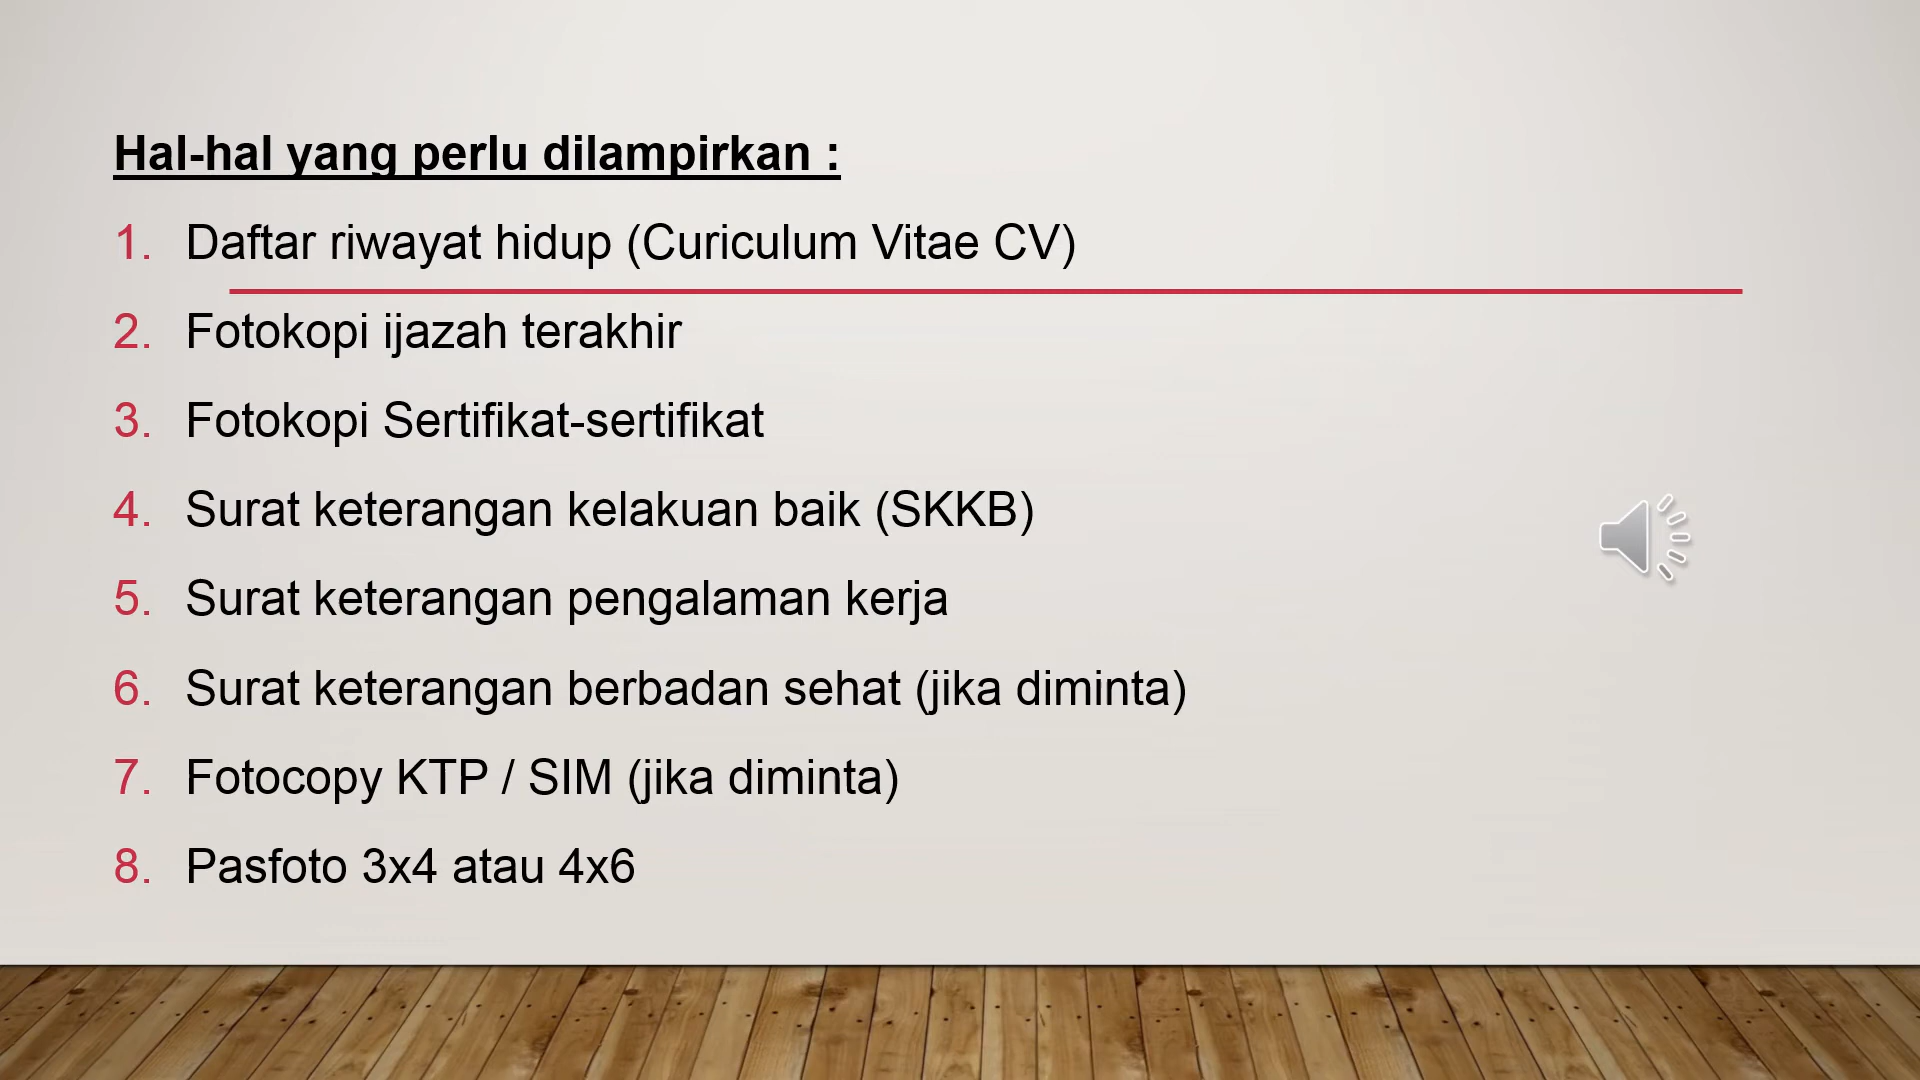 Hal-hal yang perlu dilampirkan :
1. Daftar riwayat hidup (Curiculum Vitae CV)
2. Fotokopi ijazah terakhir
3. Fotokopi Sertifikat-sertifikat
4. Surat keterangan kelakuan baik (SKKB)
5. Surat keterangan pengalaman kerja
6. Surat keterangan berbadan sehat (jika diminta)
7. Fotocopy KTP / SIM (jika diminta)
8. Pasfoto 3x4 atau 4x6